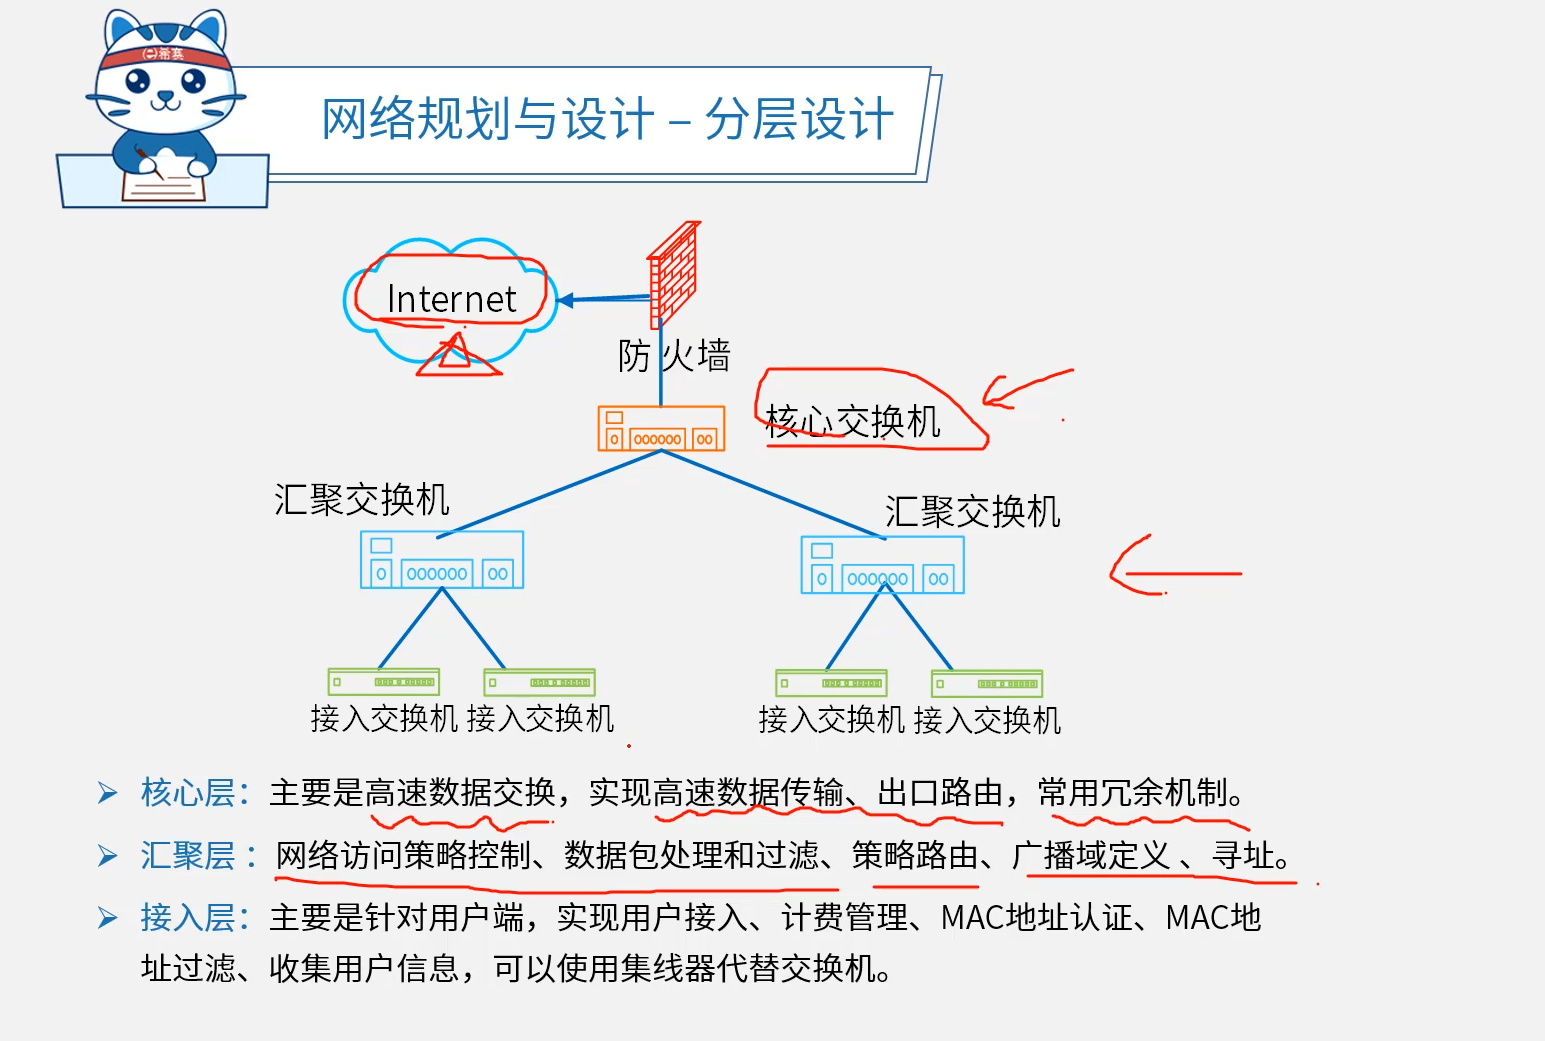 希赛
网络规划与设计 – 分层设计
Internet
防火墙
核心交换机
汇聚交换机
汇聚交换机
接入交换机 接入交换机
接入交换机 接入交换机
➢ 核心层：主要是高速数据交换，实现高速数据传输、出口路由，常用冗余机制。
➢ 汇聚层 ：网络访问策略控制、数据包处理和过滤、策略路由、广播域定义 、寻址。
➢ 接入层：主要是针对用户端，实现用户接入、计费管理、MAC地址认证、MAC地
址过滤、收集用户信息，可以使用集线器代替交换机。